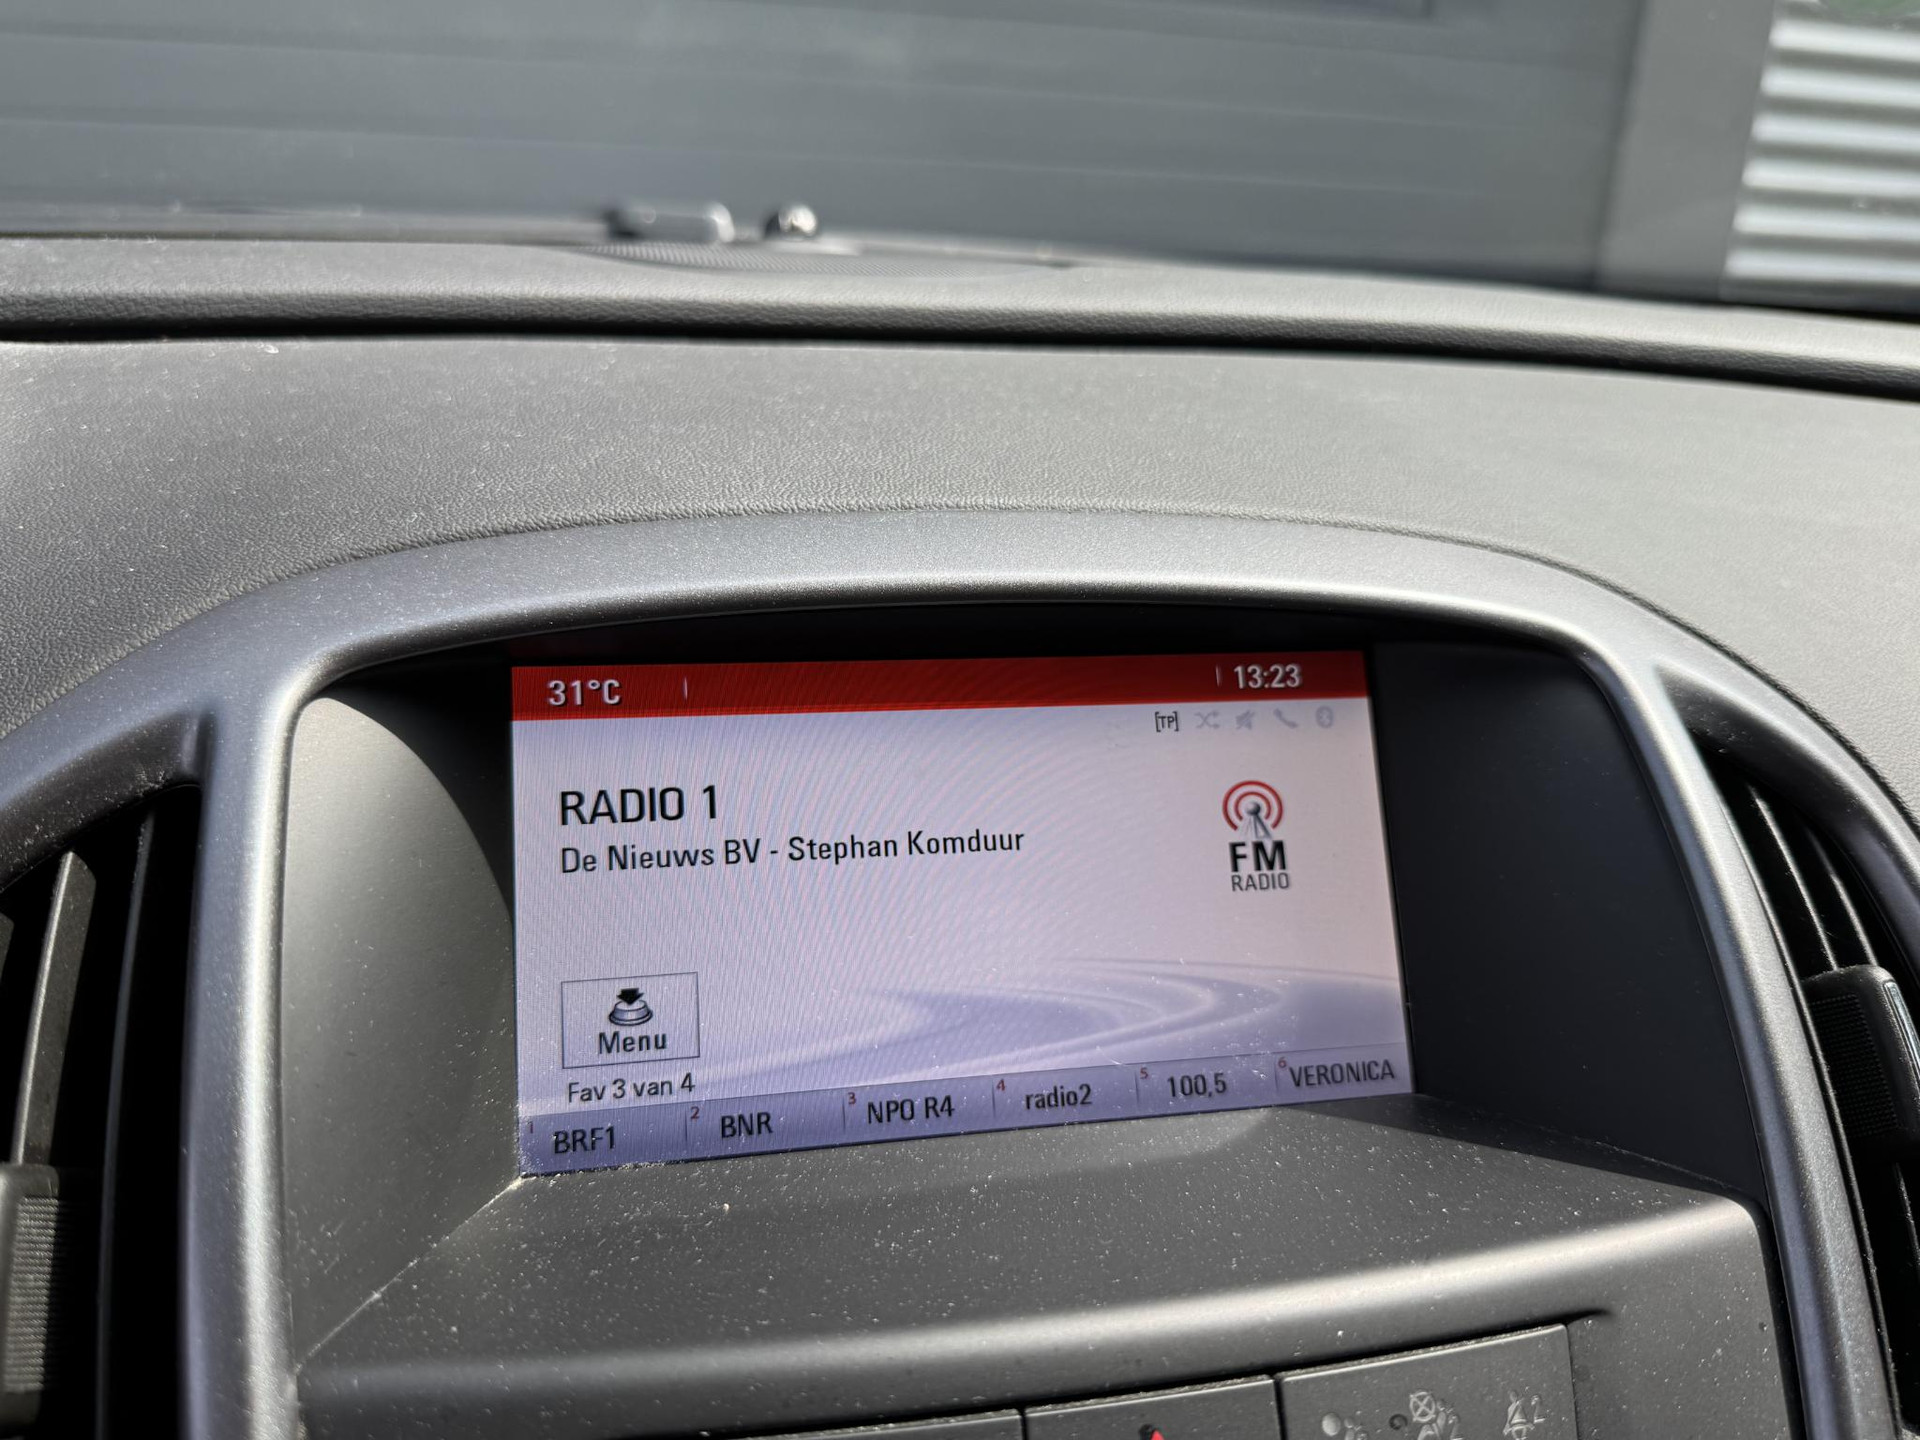 31°C
13:23
[TP]
RADIO 1
De Nieuws BV - Stephan Komduur
FM
RADIO
Menu
Fav 3 van 4
1 BRF1 2 BNR 3 NPO R4 4 radio2 5 100,5 6 VERONICA